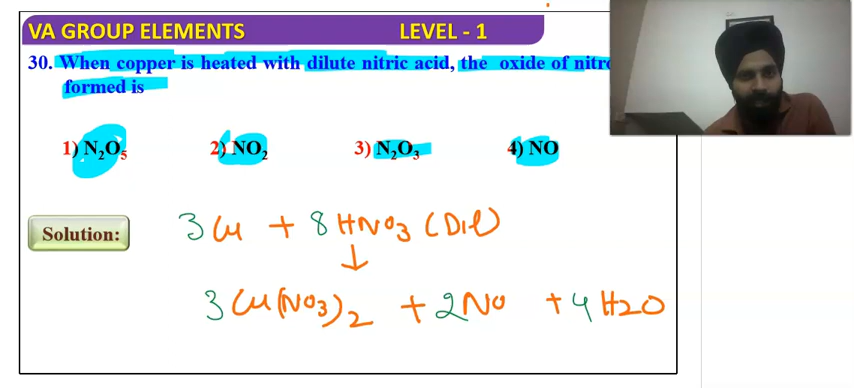 VA GROUP ELEMENTS LEVEL - 1
30. When copper is heated with dilute nitric acid, the oxide of
formed is
1) N₂O₅ 2) NO₂ 3) N₂O₃ 4) NO
Solution:
3Cu + 8HNO3 (Dil)
↓
3Cu(NO3)2 + 2NO + 4H2O